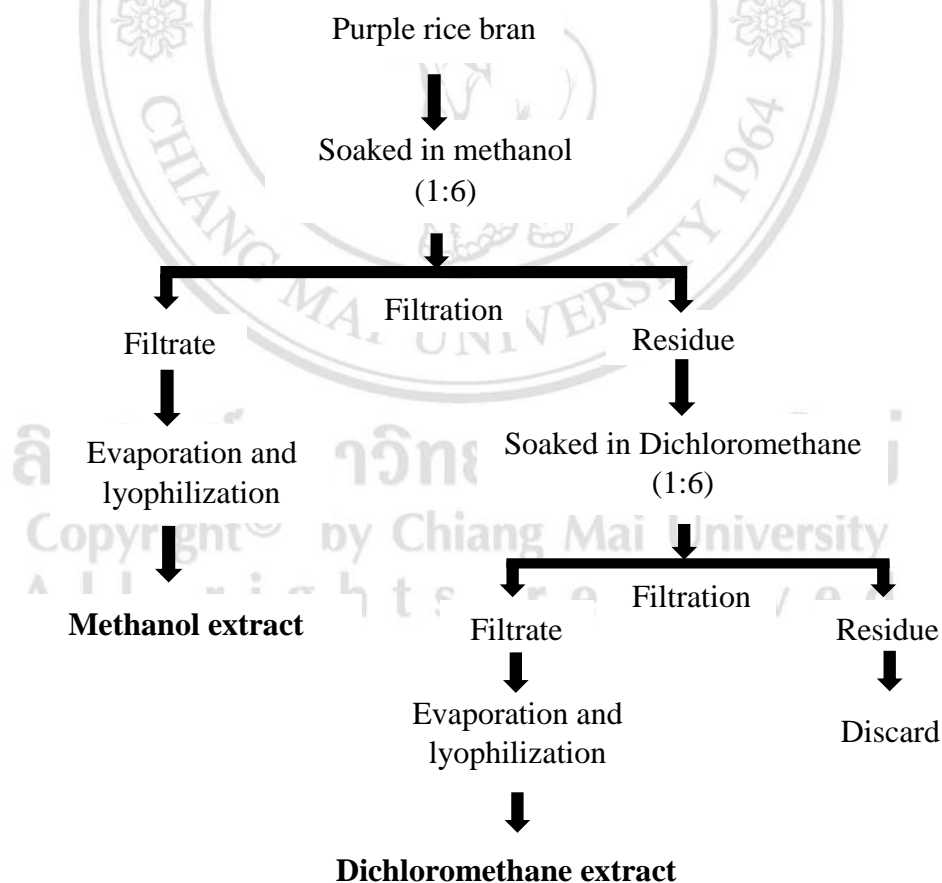 Purple rice bran
Soaked in methanol
(1:6)
Filtration
Filtrate
Residue
Evaporation and
lyophilization
Soaked in Dichloromethane
(1:6)
Methanol extract
Filtration
Filtrate
Residue
Evaporation and
lyophilization
Discard
Dichloromethane extract
CHIANG MAI UNIVERSITY 1964
Copyright© by Chiang Mai University
All rights